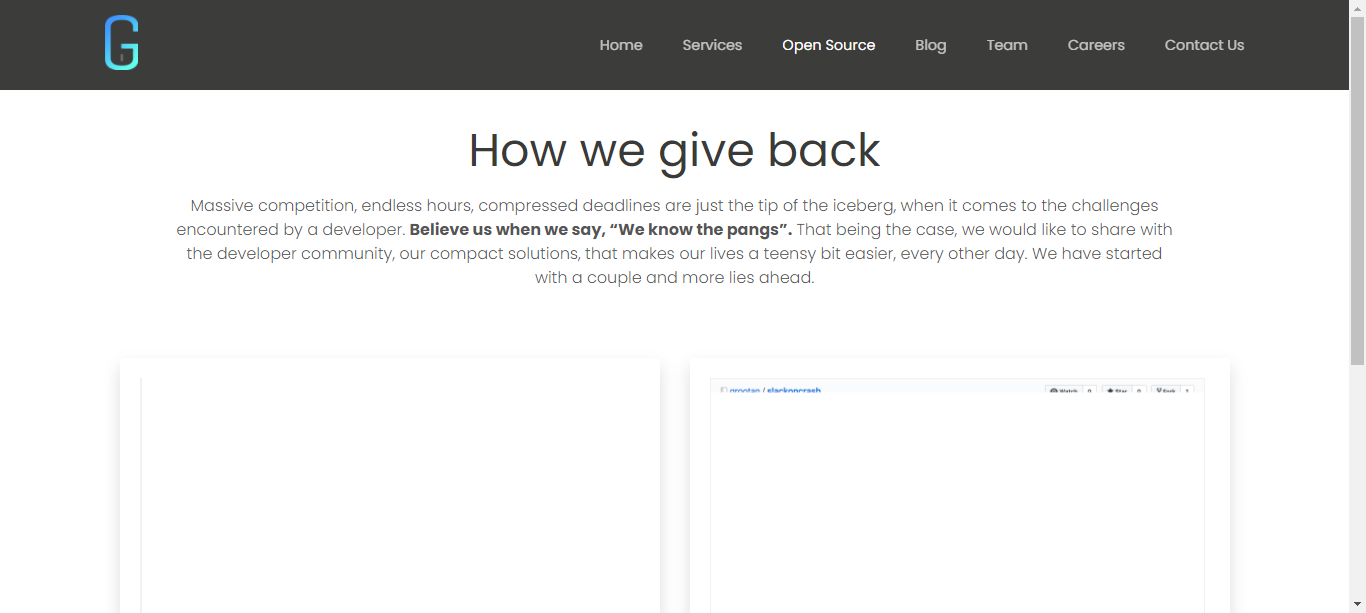 G
Home Services Open Source Blog Team Careers Contact Us
How we give back
Massive competition, endless hours, compressed deadlines are just the tip of the iceberg, when it comes to the challenges
encountered by a developer. Believe us when we say, “We know the pangs”. That being the case, we would like to share with
the developer community, our compact solutions, that makes our lives a teensy bit easier, every other day. We have started
with a couple and more lies ahead.
grootan / slackoncrash Watch 0 Star 0 Fork 1